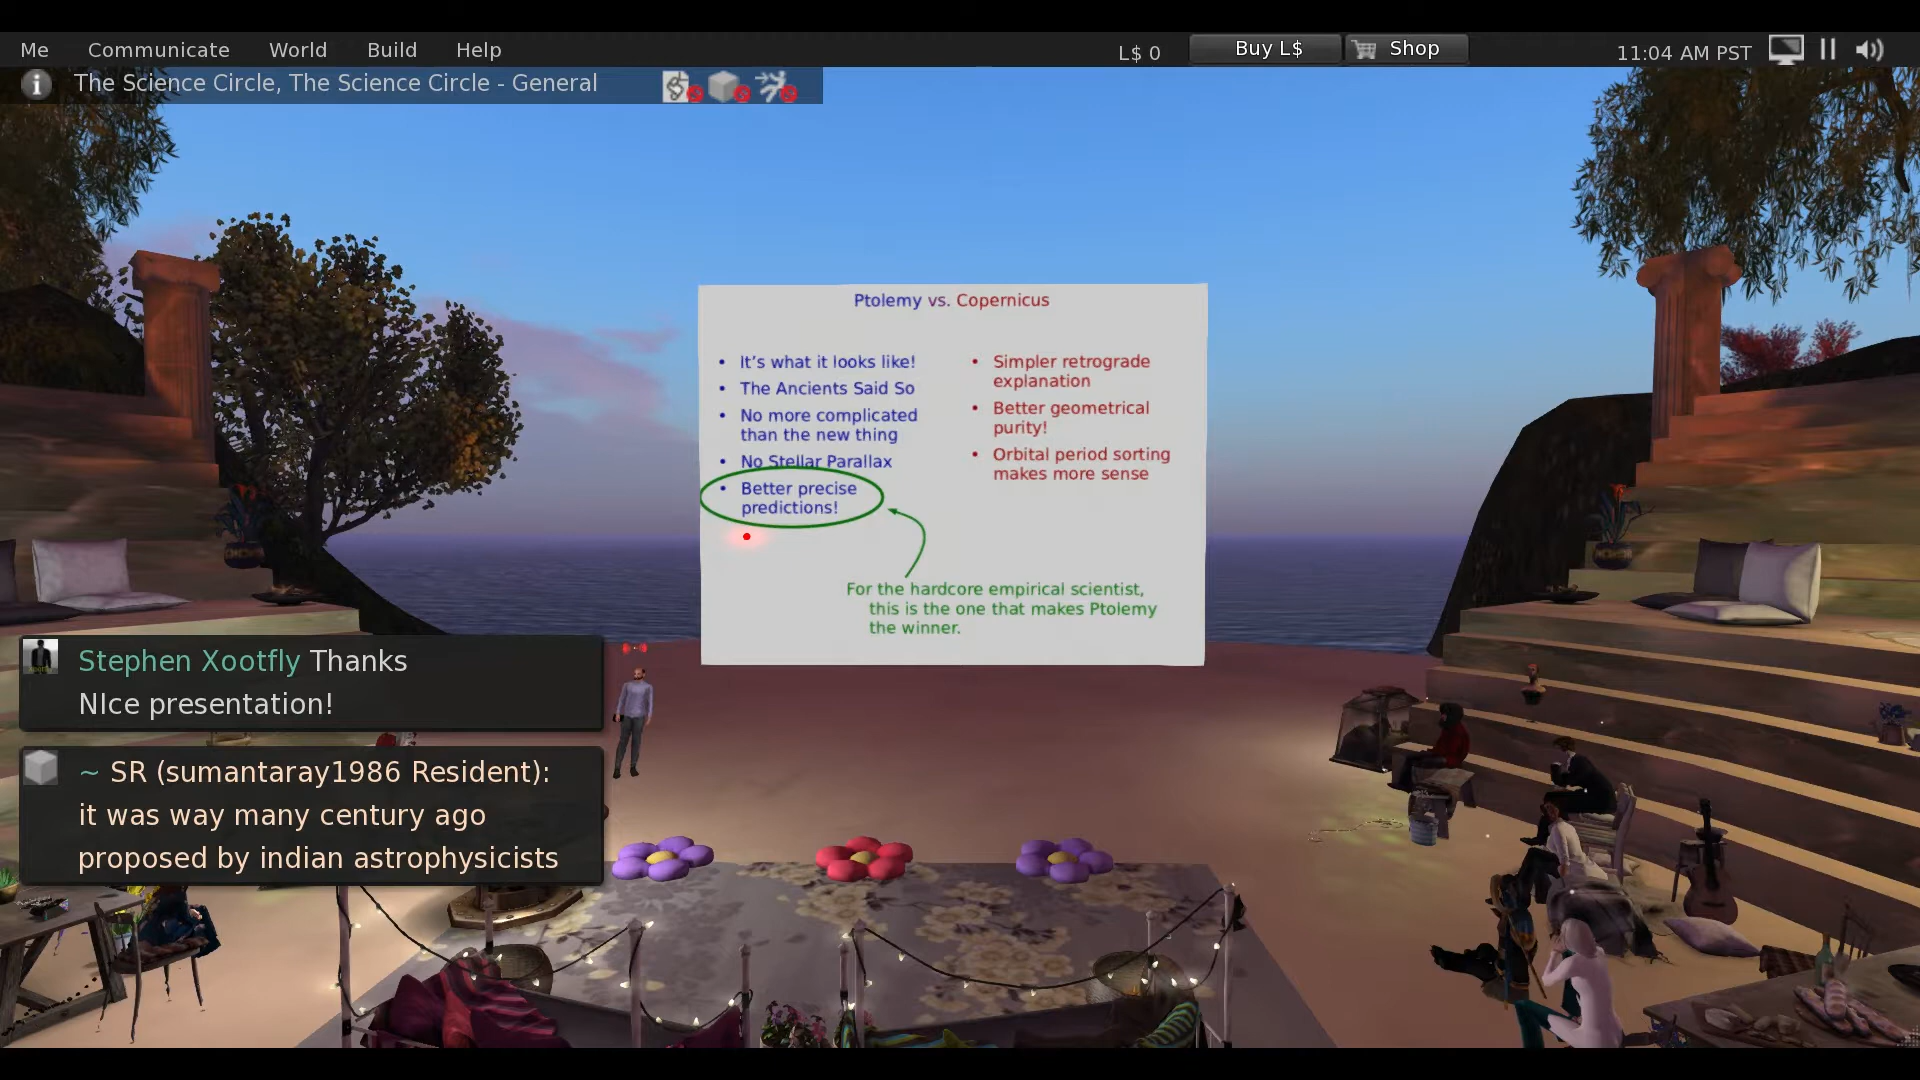 Me Communicate World Build Help L$ 0 Buy L$ Shop 11:04 AM PST
The Science Circle, The Science Circle - General
Ptolemy vs. Copernicus
• It's what it looks like!
• The Ancients Said So
• No more complicated
than the new thing
• No Stellar Parallax
• Better precise
predictions!
• Simpler retrograde
explanation
• Better geometrical
purity!
• Orbital period sorting
makes more sense
For the hardcore empirical scientist,
this is the one that makes Ptolemy
the winner.
Stephen Xootfly Thanks
NIce presentation!
~ SR (sumantaray1986 Resident):
it was way many century ago
proposed by indian astrophysicists